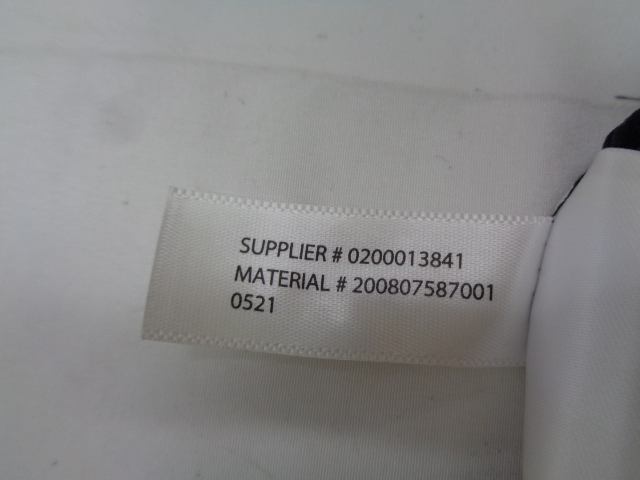 SUPPLIER # 0200013841
MATERIAL # 200807587001
0521